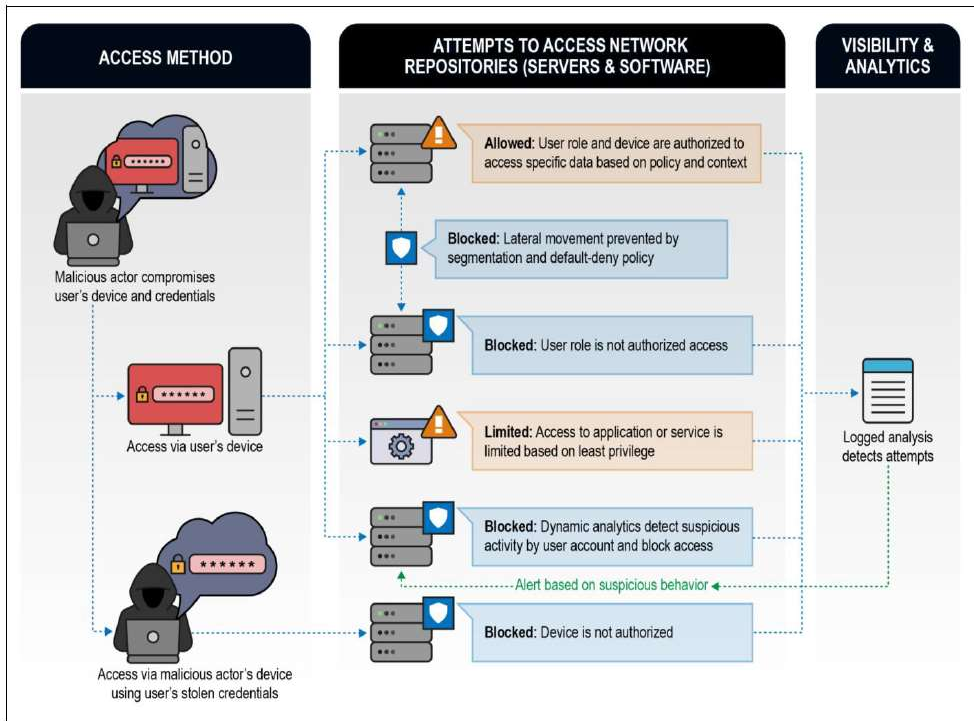 ACCESS METHOD
ATTEMPTS TO ACCESS NETWORK
REPOSITORIES (SERVERS & SOFTWARE)
VISIBILITY &
ANALYTICS
******
Malicious actor compromises
user's device and credentials
******
Access via user's device
******
Access via malicious actor's device
using user's stolen credentials
Allowed: User role and device are authorized to
access specific data based on policy and context
Blocked: Lateral movement prevented by
segmentation and default-deny policy
Blocked: User role is not authorized access
Limited: Access to application or service is
limited based on least privilege
Blocked: Dynamic analytics detect suspicious
activity by user account and block access
Alert based on suspicious behavior
Blocked: Device is not authorized
Logged analysis
detects attempts